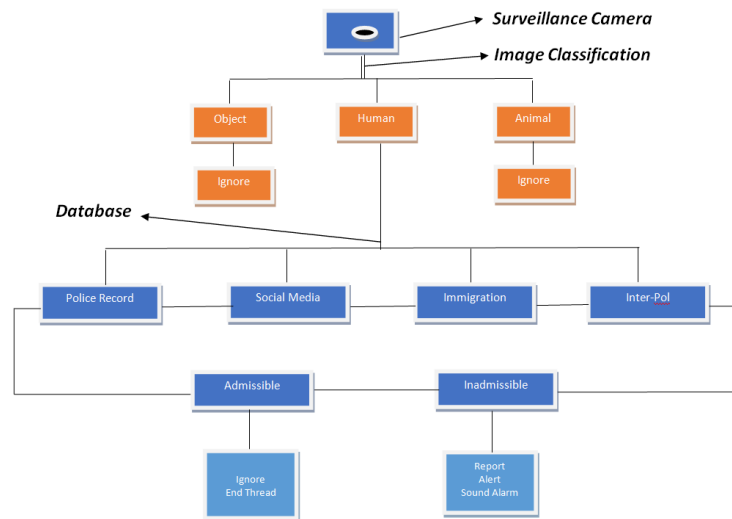 Surveillance Camera
Image Classification
Object
Human
Animal
Ignore
Ignore
Database
Police Record
Social Media
Immigration
Inter-Pol
Admissible
Inadmissible
Ignore
End Thread
Report
Alert
Sound Alarm